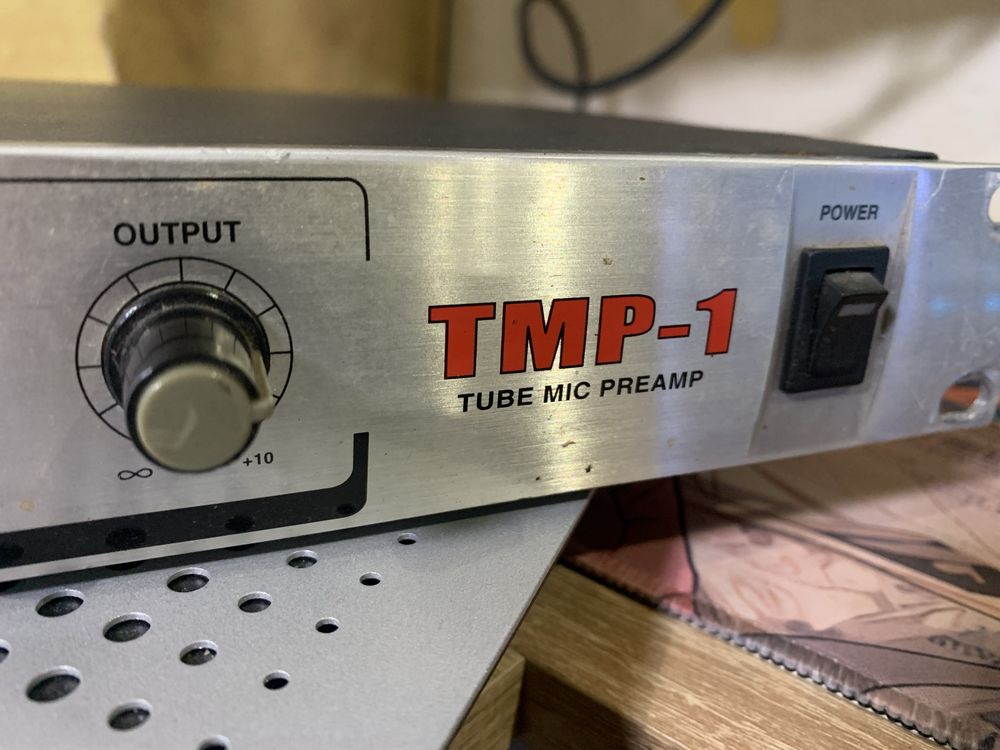 OUTPUT
∞
+10
TMP-1
TUBE MIC PREAMP
POWER